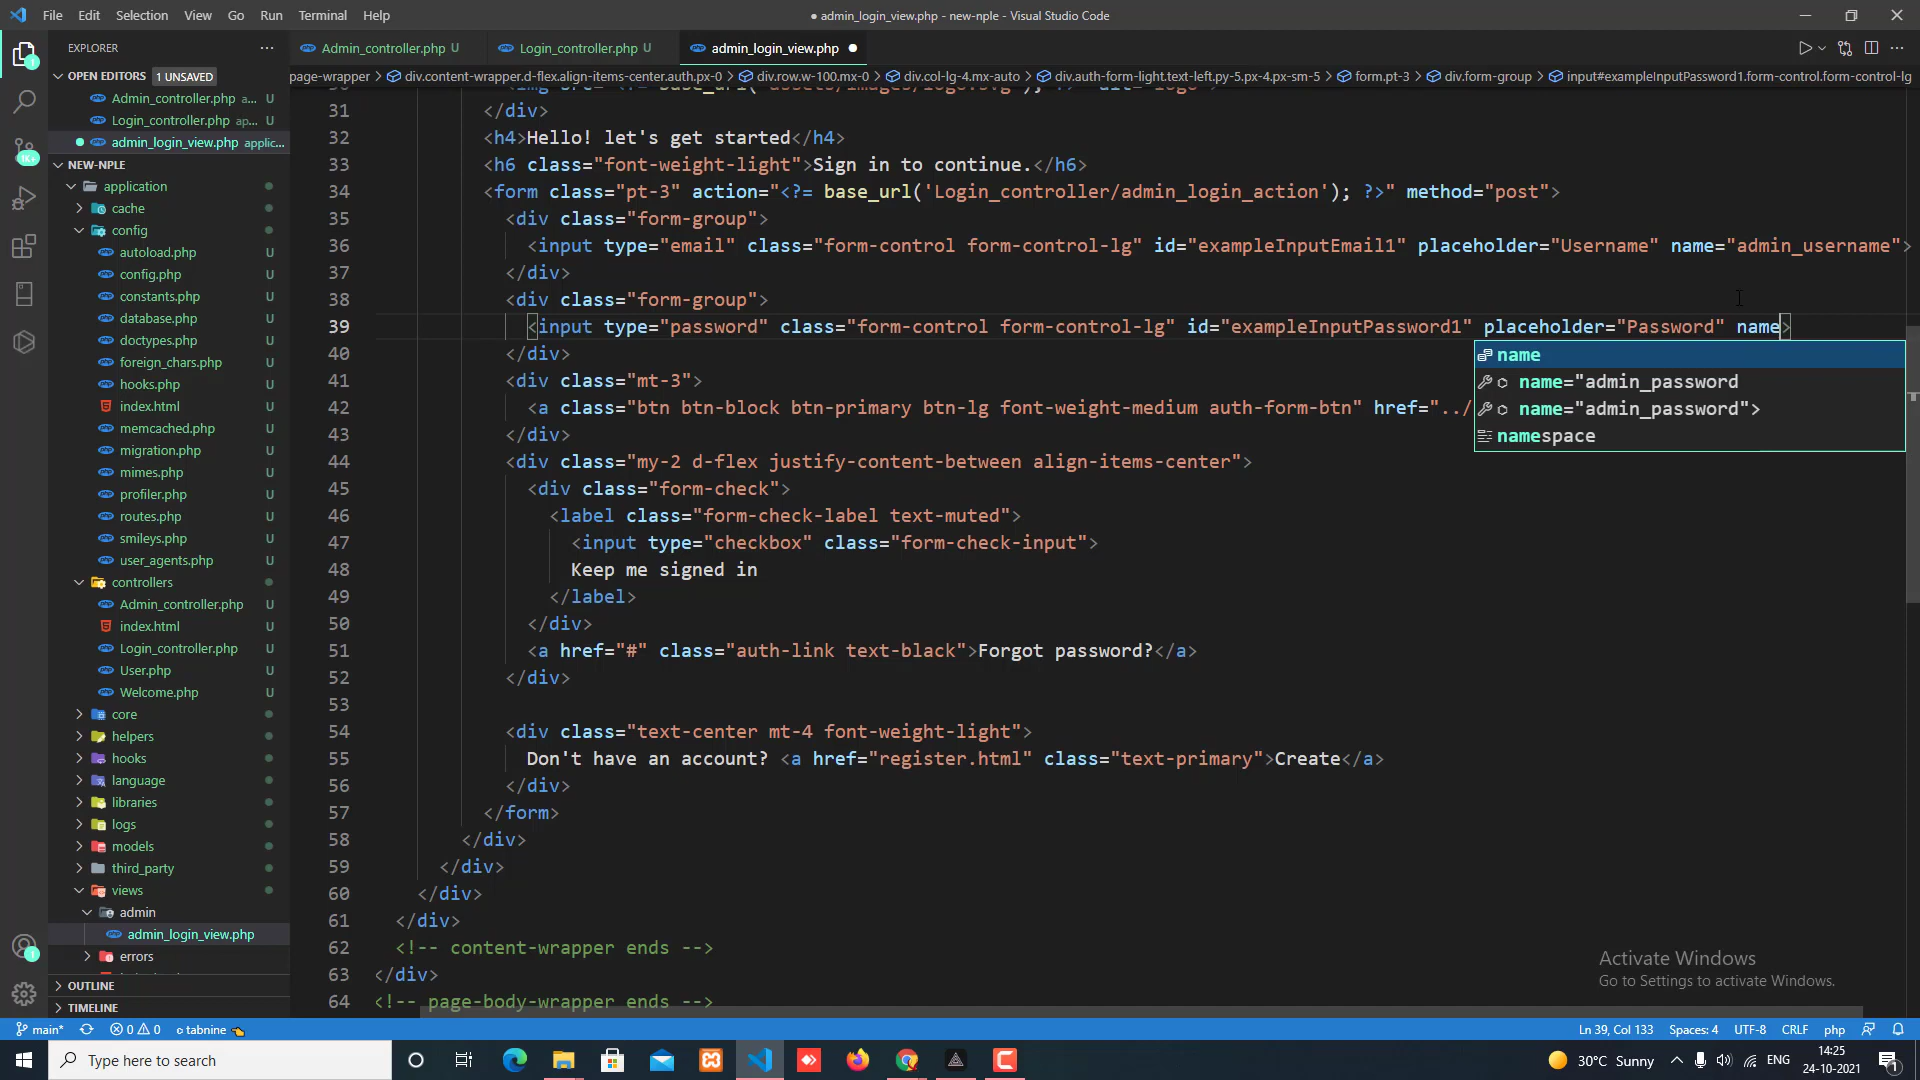 File Edit Selection View Go Run Terminal Help
● admin_login_view.php - new-nple - Visual Studio Code
EXPLORER
Admin_controller.php U
Login_controller.php U
admin_login_view.php
OPEN EDITORS 1 UNSAVED
page-wrapper > div.content-wrapper.d-flex.align-items-center.auth.px-0 > div.row.w-100.mx-0 > div.col-lg-4.mx-auto > div.auth-form-light.text-left.py-5.px-4.px-sm-5 > form.pt-3 > div.form-group > input#exampleInputPassword1.form-control.form-control-lg
Admin_controller.php a...
Login_controller.php ap...
admin_login_view.php applic...
NEW-NPLE
application
cache
config
autoload.php U
config.php U
constants.php U
database.php U
doctypes.php U
foreign_chars.php U
hooks.php U
index.html U
memcached.php U
migration.php U
mimes.php U
profiler.php U
routes.php U
smileys.php U
user_agents.php U
controllers
Admin_controller.php U
index.html U
Login_controller.php U
User.php U
Welcome.php U
core
helpers
hooks
language
libraries
logs
models
third_party
views
admin
admin_login_view.php
errors
OUTLINE
TIMELINE
31 </div>
32 <h4>Hello! let's get started</h4>
33 <h6 class="font-weight-light">Sign in to continue.</h6>
34 <form class="pt-3" action="<?= base_url('Login_controller/admin_login_action'); ?>" method="post">
35 <div class="form-group">
36 <input type="email" class="form-control form-control-lg" id="exampleInputEmail1" placeholder="Username" name="admin_username">
37 </div>
38 <div class="form-group">
39 <input type="password" class="form-control form-control-lg" id="exampleInputPassword1" placeholder="Password" name>
40 </div>
41 <div class="mt-3">
42 <a class="btn btn-block btn-primary btn-lg font-weight-medium auth-form-btn" href="../
43 </div>
44 <div class="my-2 d-flex justify-content-between align-items-center">
45 <div class="form-check">
46 <label class="form-check-label text-muted">
47 <input type="checkbox" class="form-check-input">
48 Keep me signed in
49 </label>
50 </div>
51 <a href="#" class="auth-link text-black">Forgot password?</a>
52 </div>
53
54 <div class="text-center mt-4 font-weight-light">
55 Don't have an account? <a href="register.html" class="text-primary">Create</a>
56 </div>
57 </form>
58 </div>
59 </div>
60 </div>
61 </div>
62 <!-- content-wrapper ends -->
63 </div>
64 <!-- page-body-wrapper ends -->
name
name="admin_password
name="admin_password">
namespace
Activate Windows
Go to Settings to activate Windows.
main* 0 0 tabnine
Ln 39, Col 133 Spaces: 4 UTF-8 CRLF php
Type here to search
30°C Sunny ENG
14:25
24-10-2021